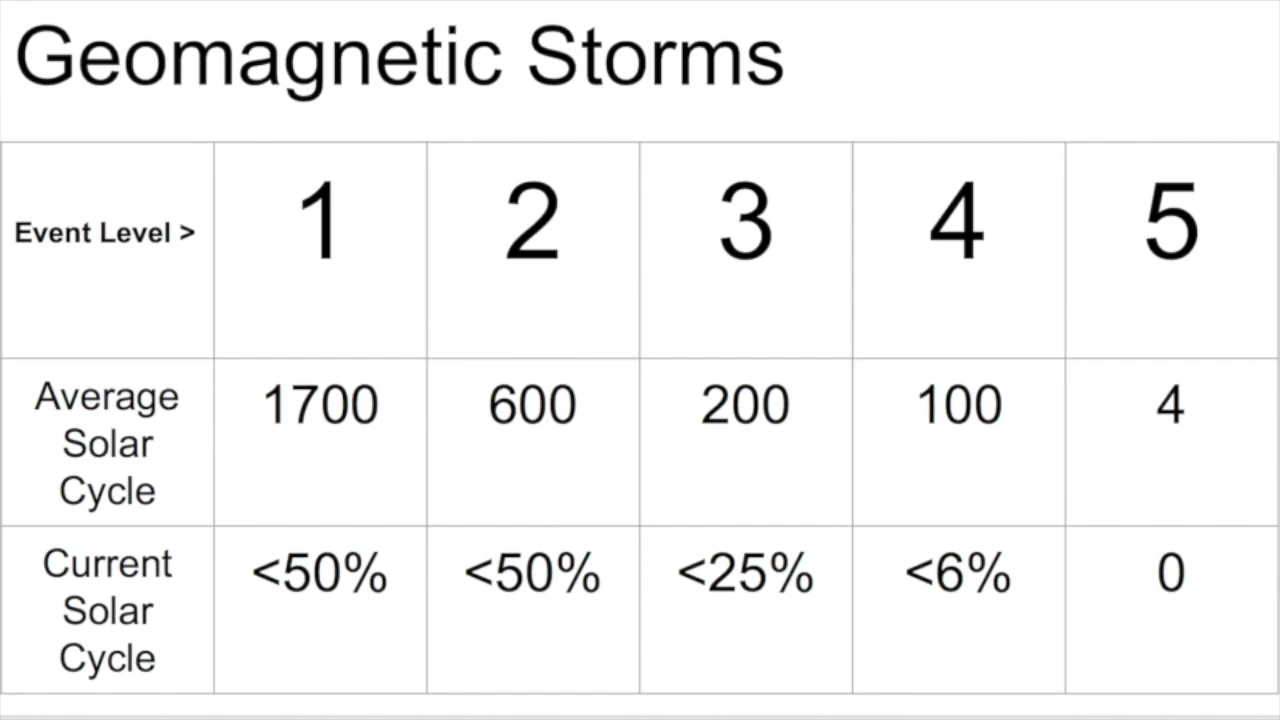 Geomagnetic Storms
Event Level > 1 2 3 4 5
Average Solar Cycle 1700 600 200 100 4
Current Solar Cycle <50% <50% <25% <6% 0